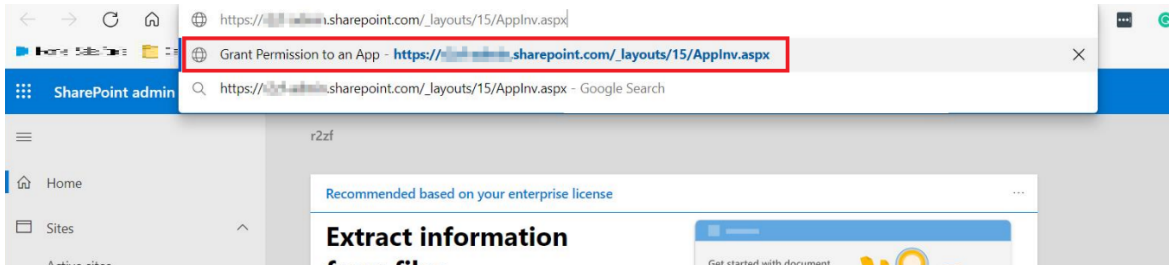 https://.sharepoint.com/_layouts/15/AppInv.aspx
Grant Permission to an App - https://.sharepoint.com/_layouts/15/AppInv.aspx
https://.sharepoint.com/_layouts/15/AppInv.aspx - Google Search
SharePoint admin
r2zf
Home
Recommended based on your enterprise license
Sites
Extract information
Get started with document
Active sites